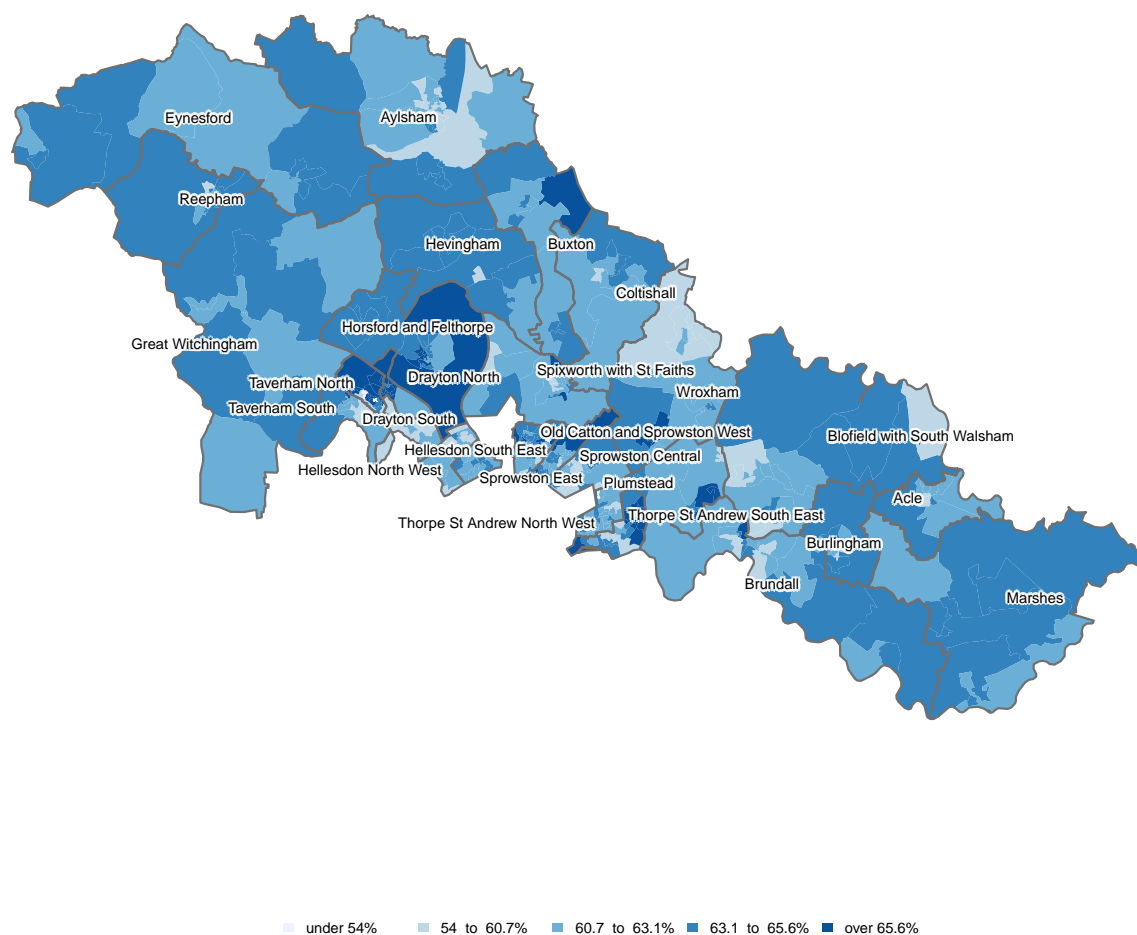 Eynesford
Aylsham
Reepham
Hevingham
Buxton
Coltishall
Horsford and Felthorpe
Great Witchingham
Spixworth with St Faiths
Drayton North
Taverham North
Wroxham
Taverham South
Drayton South
Old Catton and Sprowston West
Blofield with South Walsham
Hellesdon South East
Sprowston Central
Hellesdon North West
Sprowston East
Plumstead
Acle
Thorpe St Andrew South East
Thorpe St Andrew North West
Burlingham
Brundall
Marshes
under 54%
54 to 60.7%
60.7 to 63.1%
63.1 to 65.6%
over 65.6%